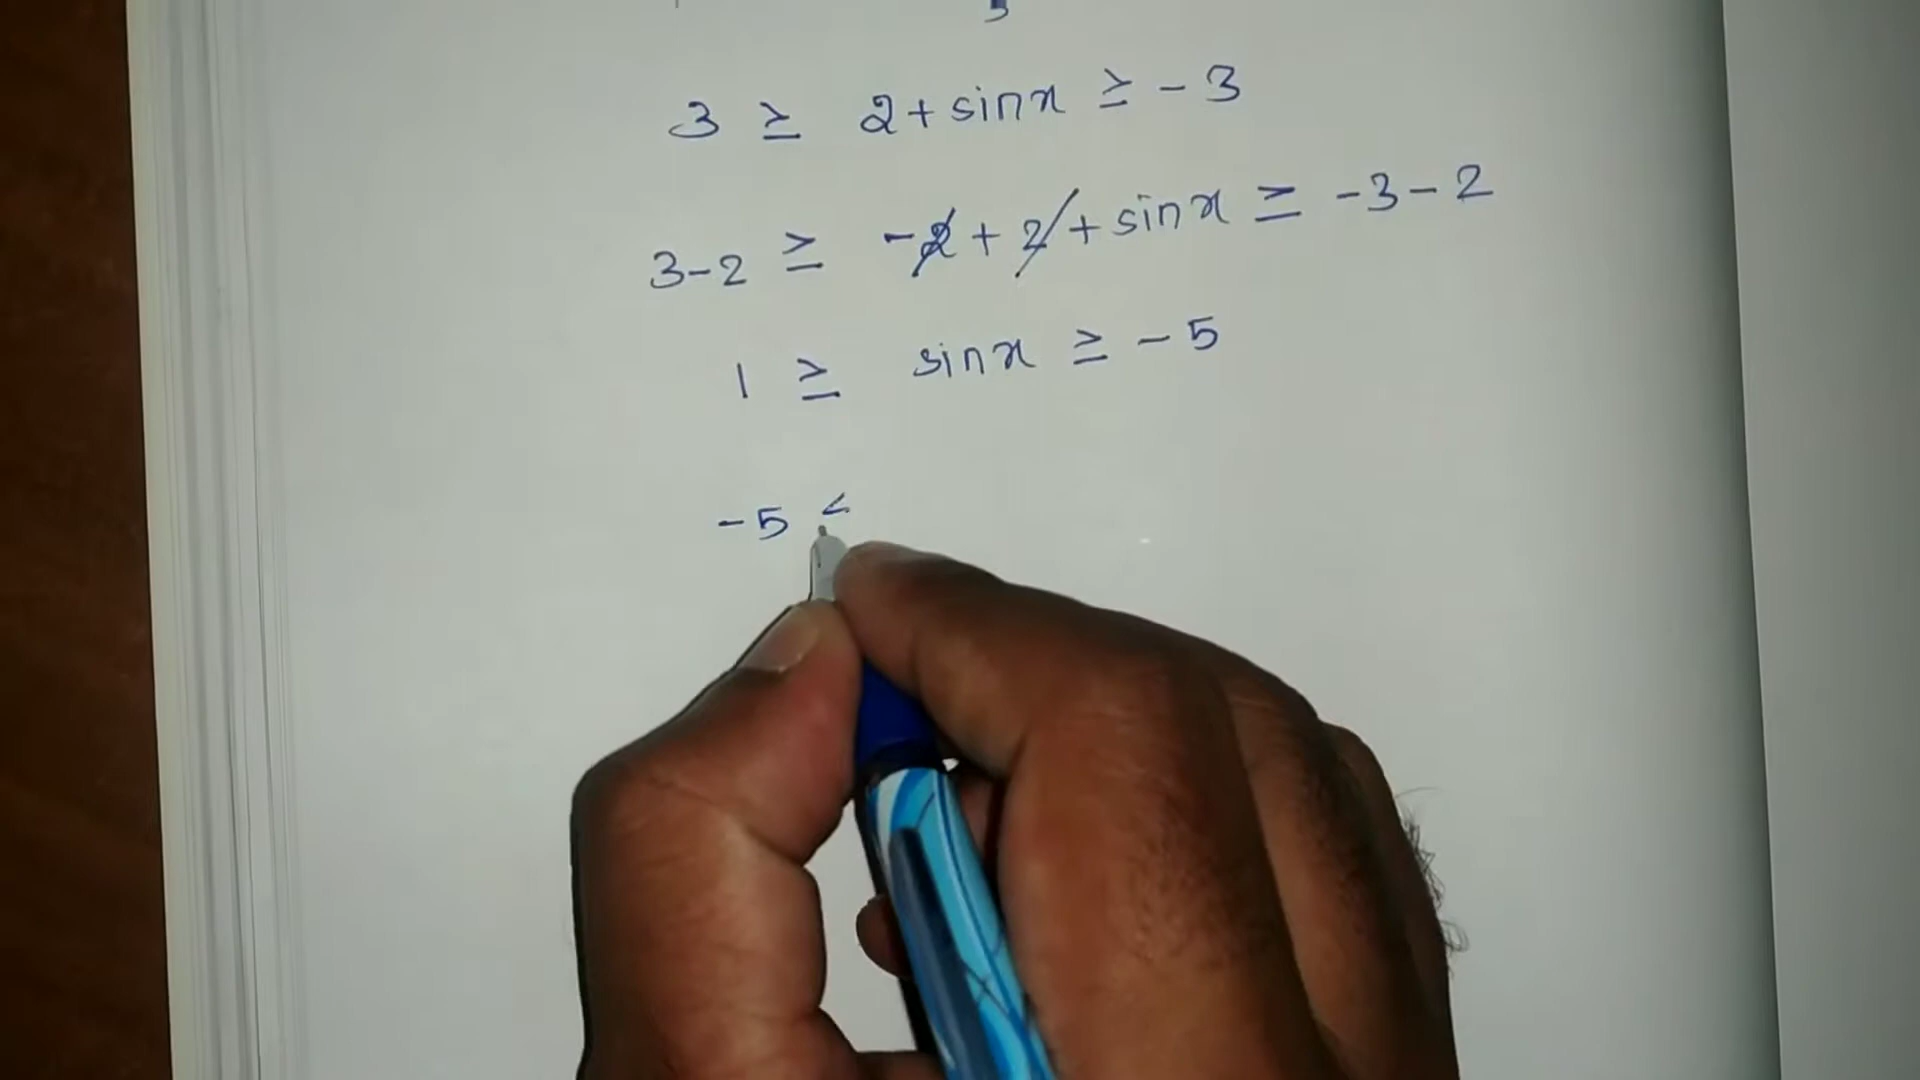 3 ≥ 2 + sinx ≥ -3
3-2 ≥ -2 + 2 + sinx ≥ -3-2
1 ≥ sinx ≥ -5
-5 <